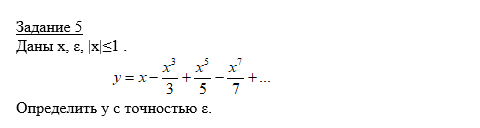 Задание 5
Даны x, ε, |x|≤1 .
y = x − x³/3 + x⁵/5 − x⁷/7 + ...
Определить y с точностью ε.